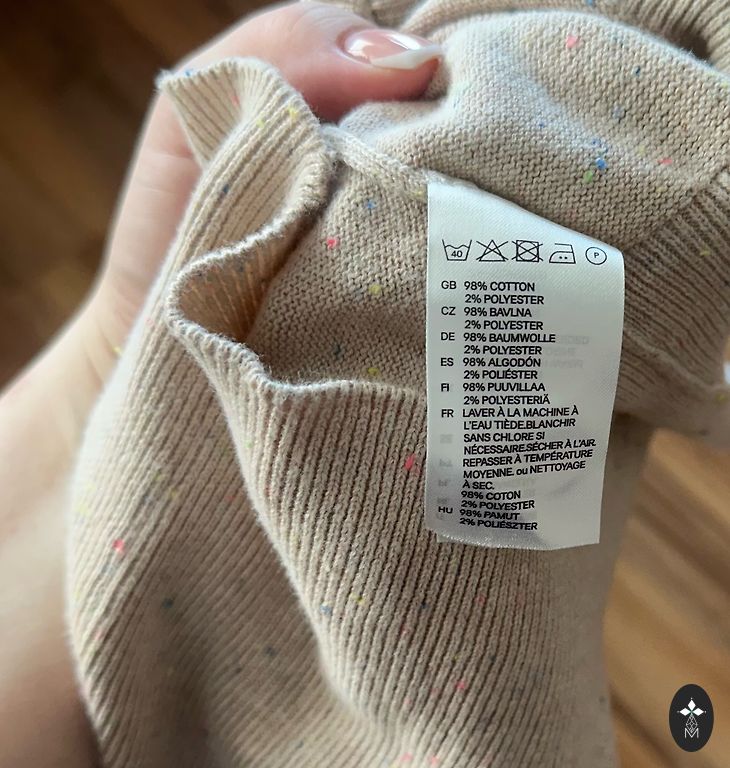 40
P
GB 98% COTTON
2% POLYESTER
CZ 98% BAVLNA
2% POLYESTER
DE 98% BAUMWOLLE
2% POLYESTER
ES 98% ALGODÓN
2% POLIÉSTER
FI 98% PUUVILLAA
2% POLYESTERIÄ
FR LAVER À LA MACHINE À
L'EAU TIÈDE.BLANCHIR
SANS CHLORE SI
NÉCESSAIRE.SÉCHER À L'AIR.
REPASSER À TEMPÉRATURE
MOYENNE. ou NETTOYAGE
À SEC.
98% COTON
2% POLYESTER
HU 98% PAMUT
2% POLIÉSZTER
M